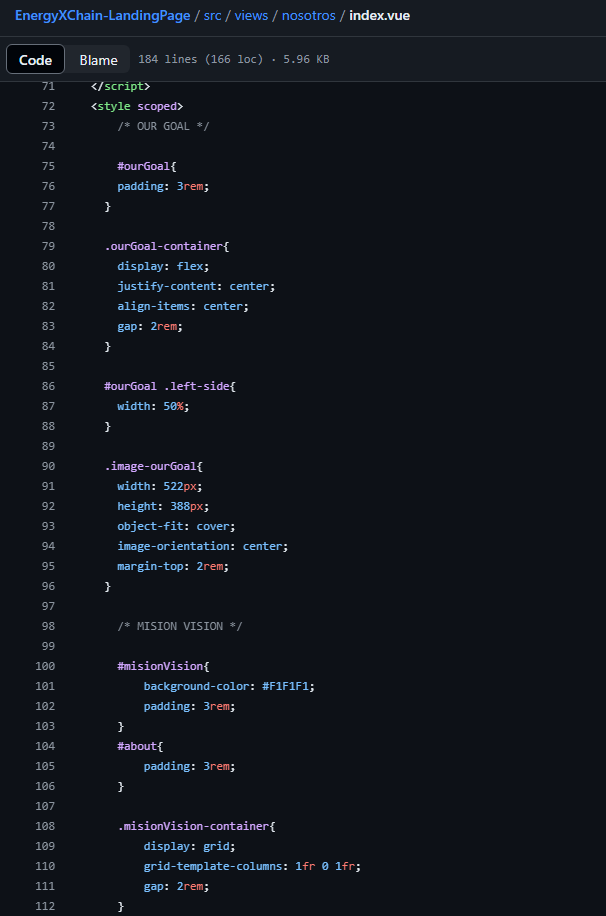 EnergyXChain-LandingPage / src / views / nosotros / index.vue
Code Blame 184 lines (166 loc) · 5.96 KB
71 </script>
72 <style scoped>
73 /* OUR GOAL */
74
75 #ourGoal{
76 padding: 3rem;
77 }
78
79 .ourGoal-container{
80 display: flex;
81 justify-content: center;
82 align-items: center;
83 gap: 2rem;
84 }
85
86 #ourGoal .left-side{
87 width: 50%;
88 }
89
90 .image-ourGoal{
91 width: 522px;
92 height: 388px;
93 object-fit: cover;
94 image-orientation: center;
95 margin-top: 2rem;
96 }
97
98 /* MISION VISION */
99
100 #misionVision{
101 background-color: #F1F1F1;
102 padding: 3rem;
103 }
104 #about{
105 padding: 3rem;
106 }
107
108 .misionVision-container{
109 display: grid;
110 grid-template-columns: 1fr 0 1fr;
111 gap: 2rem;
112 }